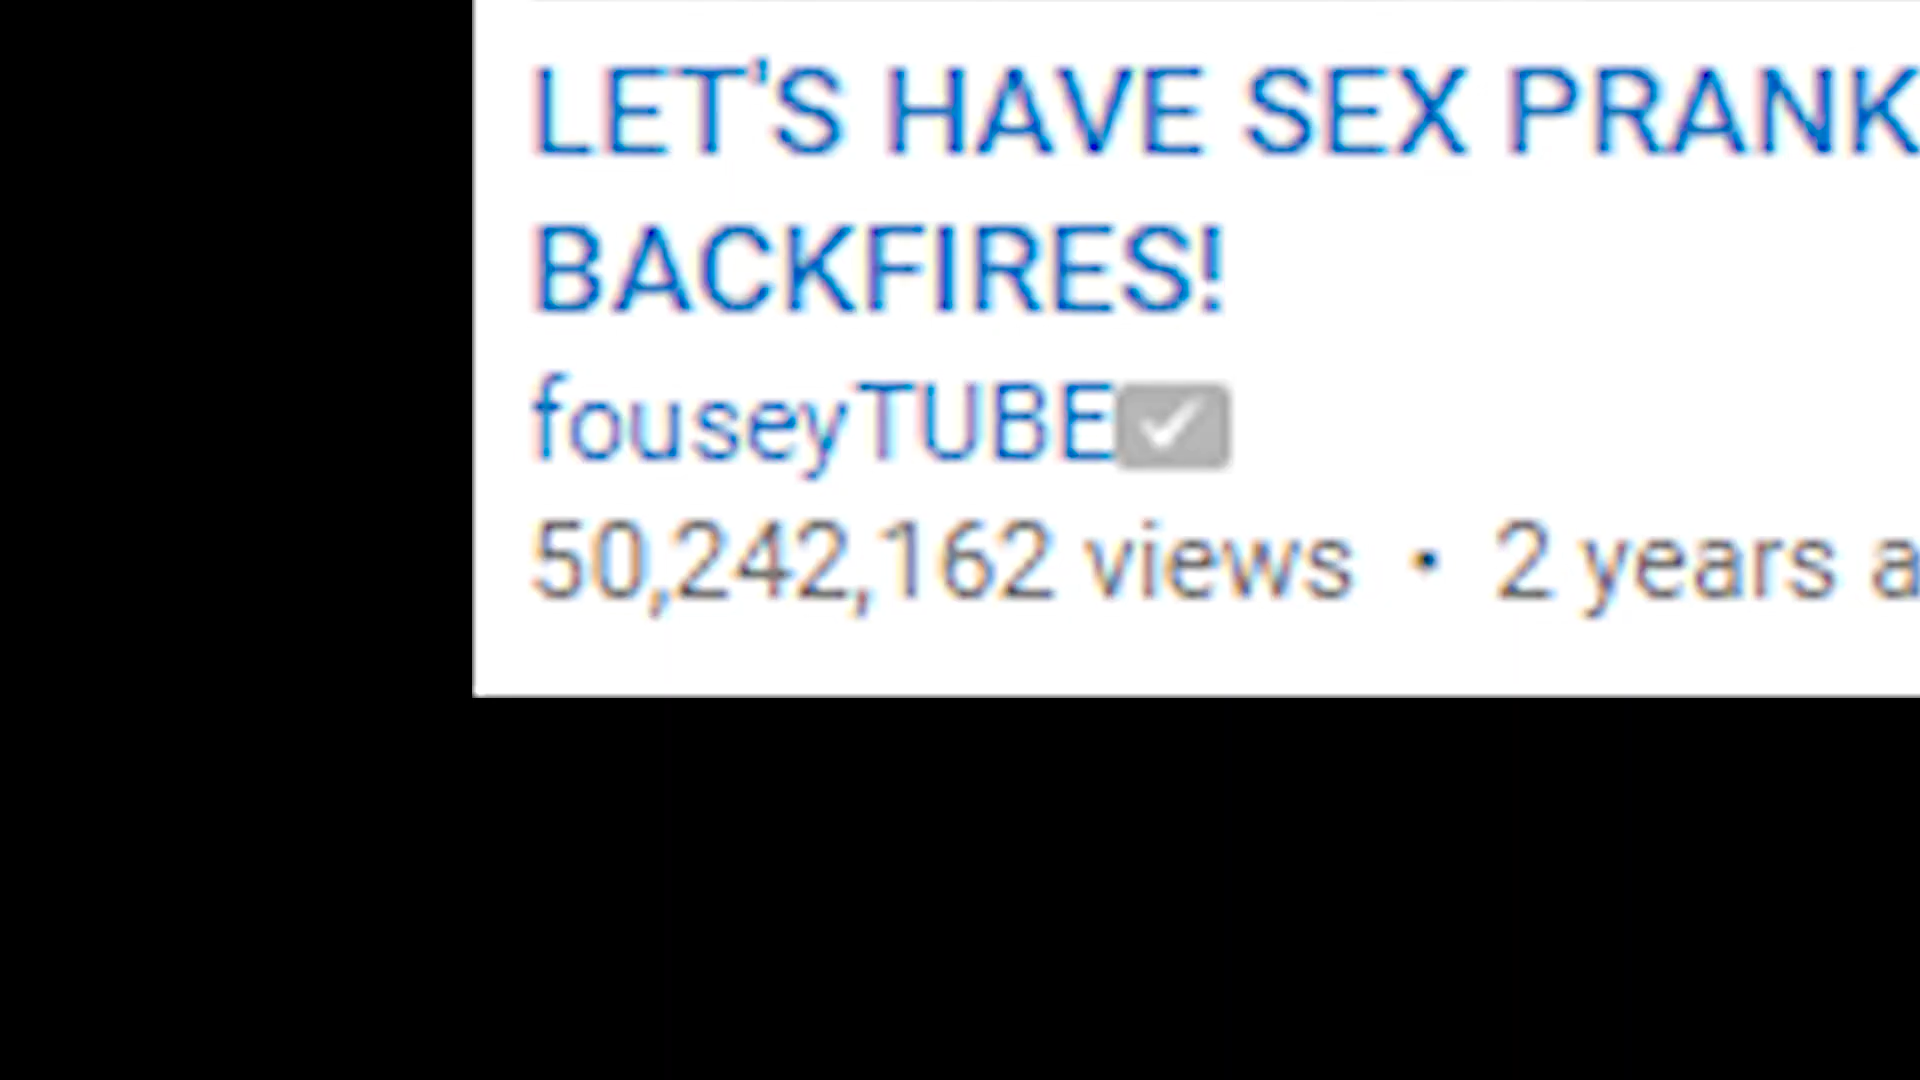 LET'S HAVE SEX PRANK
BACKFIRES!
fouseyTUBE
50,242,162 views • 2 years a